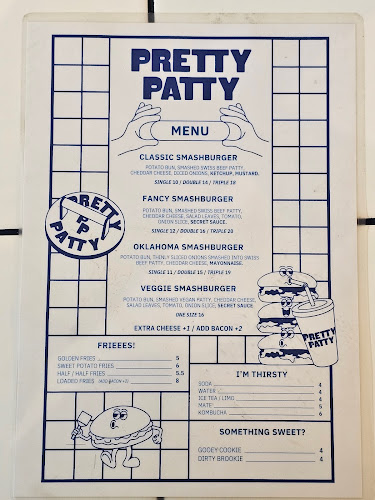 PRETTY
PATTY
MENU
CLASSIC SMASHBURGER
POTATO BUN, SMASHED SWISS BEEF PATTY,
CHEDDAR CHEESE, DICED ONIONS, KETCHUP, MUSTARD.
SINGLE 10 / DOUBLE 14 / TRIPLE 18
FANCY SMASHBURGER
POTATO BUN, SMASHED SWISS BEEF PATTY,
CHEDDAR CHEESE, SALAD LEAVES, TOMATO,
ONION SLICE, SECRET SAUCE.
SINGLE 12 / DOUBLE 16 / TRIPLE 20
OKLAHOMA SMASHBURGER
POTATO BUN, THINLY SLICED ONIONS SMASHED INTO SWISS
BEEF PATTY, CHEDDAR CHEESE, MAYONNAISE.
SINGLE 11 / DOUBLE 15 / TRIPLE 19
VEGGIE SMASHBURGER
POTATO BUN, SMASHED VEGAN PATTY, CHEDDAR CHEESE,
SALAD LEAVES, TOMATO, ONION SLICE, SECRET SAUCE.
ONE SIZE 16
EXTRA CHEESE +1 / ADD BACON +2
PRETTY
PP
PATTY
PRETTY
PATTY
FRIEEES!
GOLDEN FRIES 5
SWEET POTATO FRIES 6
HALF / HALF FRIES 5.5
LOADED FRIES (ADD BACON +2) 8
I'M THIRSTY
SODA 4
WATER 4
ICE TEA / LIMO 4
MATE 5
KOMBUCHA 6
SOMETHING SWEET?
GOOEY COOKIE 4
DIRTY BROOKIE 4